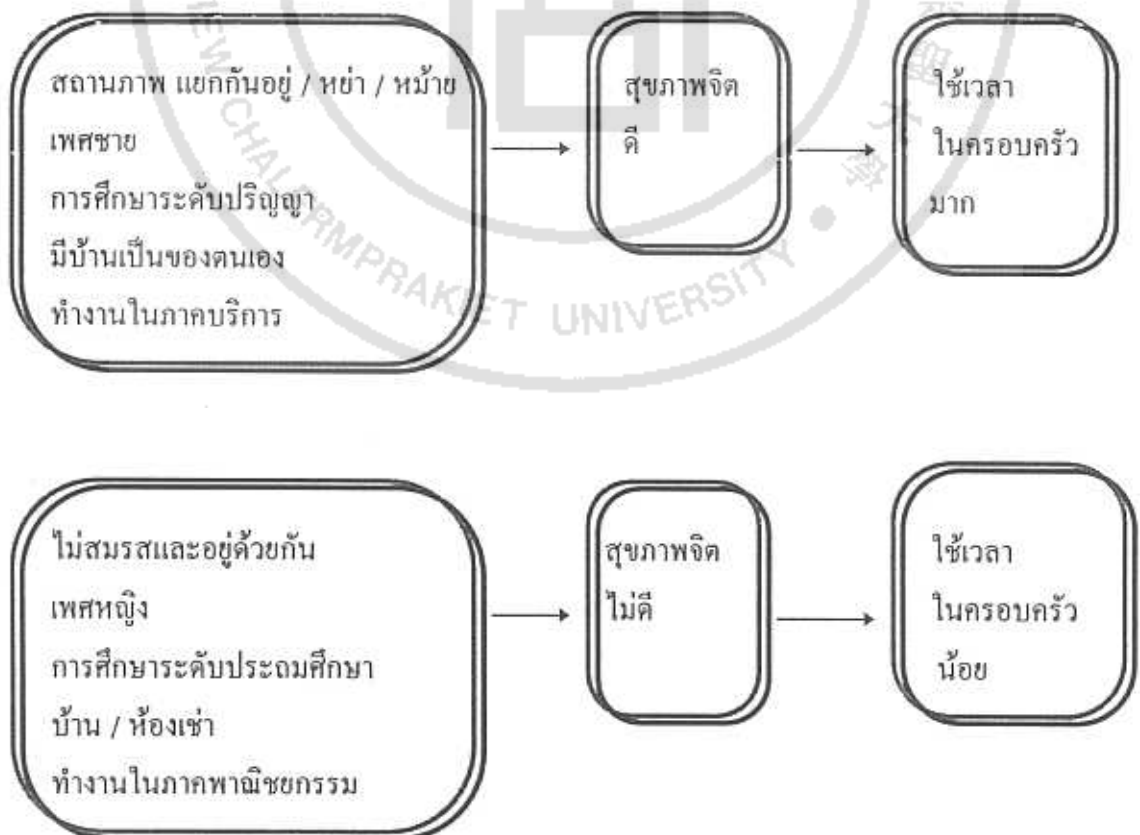 สถานภาพ แยกกันอยู่ / หย่า / หม้าย
เพศชาย
การศึกษาระดับปริญญา
มีบ้านเป็นของตนเอง
ทำงานในภาคบริการ
สุขภาพจิต
ดี
ใช้เวลา
ในครอบครัว
มาก
CHALERMPRAKIET UNIVERSITY
ไม่สมรสและอยู่ด้วยกัน
เพศหญิง
การศึกษาระดับประถมศึกษา
บ้าน / ห้องเช่า
ทำงานในภาคพาณิชยกรรม
สุขภาพจิต
ไม่ดี
ใช้เวลา
ในครอบครัว
น้อย